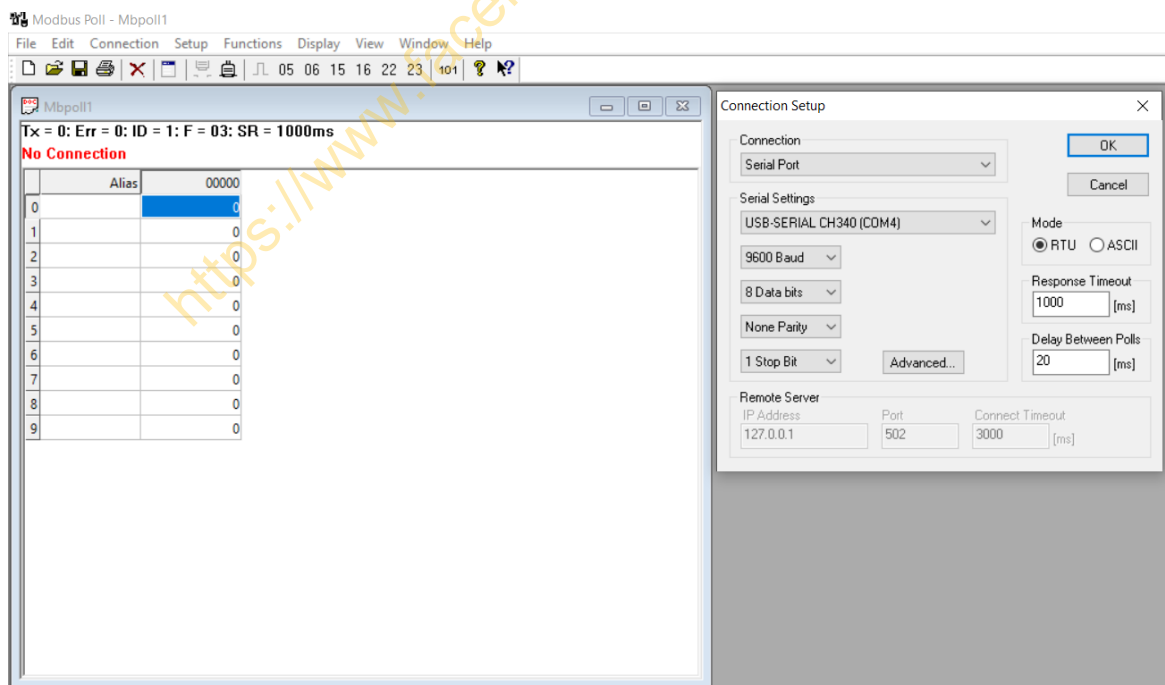 Modbus Poll - Mbpoll1
File Edit Connection Setup Functions Display View Window Help
05 06 15 16 22 23 101
Mbpoll1
Tx = 0: Err = 0: ID = 1: F = 03: SR = 1000ms
No Connection
Alias 00000
0 0
1 0
2 0
3 0
4 0
5 0
6 0
7 0
8 0
9 0
Connection Setup
Connection
Serial Port
OK
Cancel
Serial Settings
USB-SERIAL CH340 (COM4)
9600 Baud
8 Data bits
None Parity
1 Stop Bit
Advanced...
Mode
RTU ASCII
Response Timeout
1000 [ms]
Delay Between Polls
20 [ms]
Remote Server
IP Address Port Connect Timeout
127.0.0.1 502 3000 [ms]
https://www.face